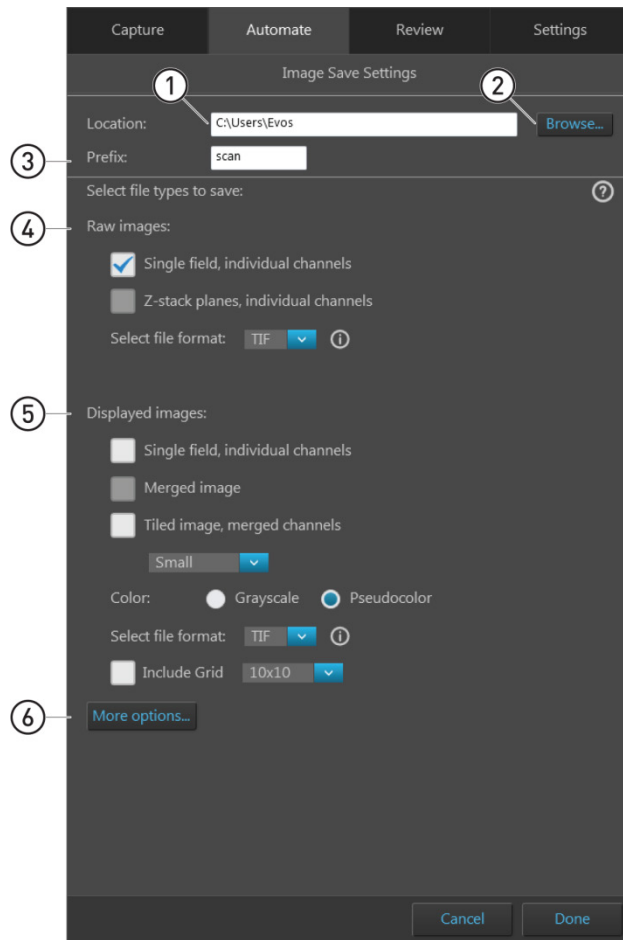 Capture Automate Review Settings
Image Save Settings
1 2
Location: C:\Users\Evos Browse...
3 Prefix: scan
Select file types to save: ?
4 Raw images:
Single field, individual channels
Z-stack planes, individual channels
Select file format: TIF i
5 Displayed images:
Single field, individual channels
Merged image
Tiled image, merged channels
Small
Color: Grayscale Pseudocolor
Select file format: TIF i
Include Grid 10x10
6 More options...
Cancel Done